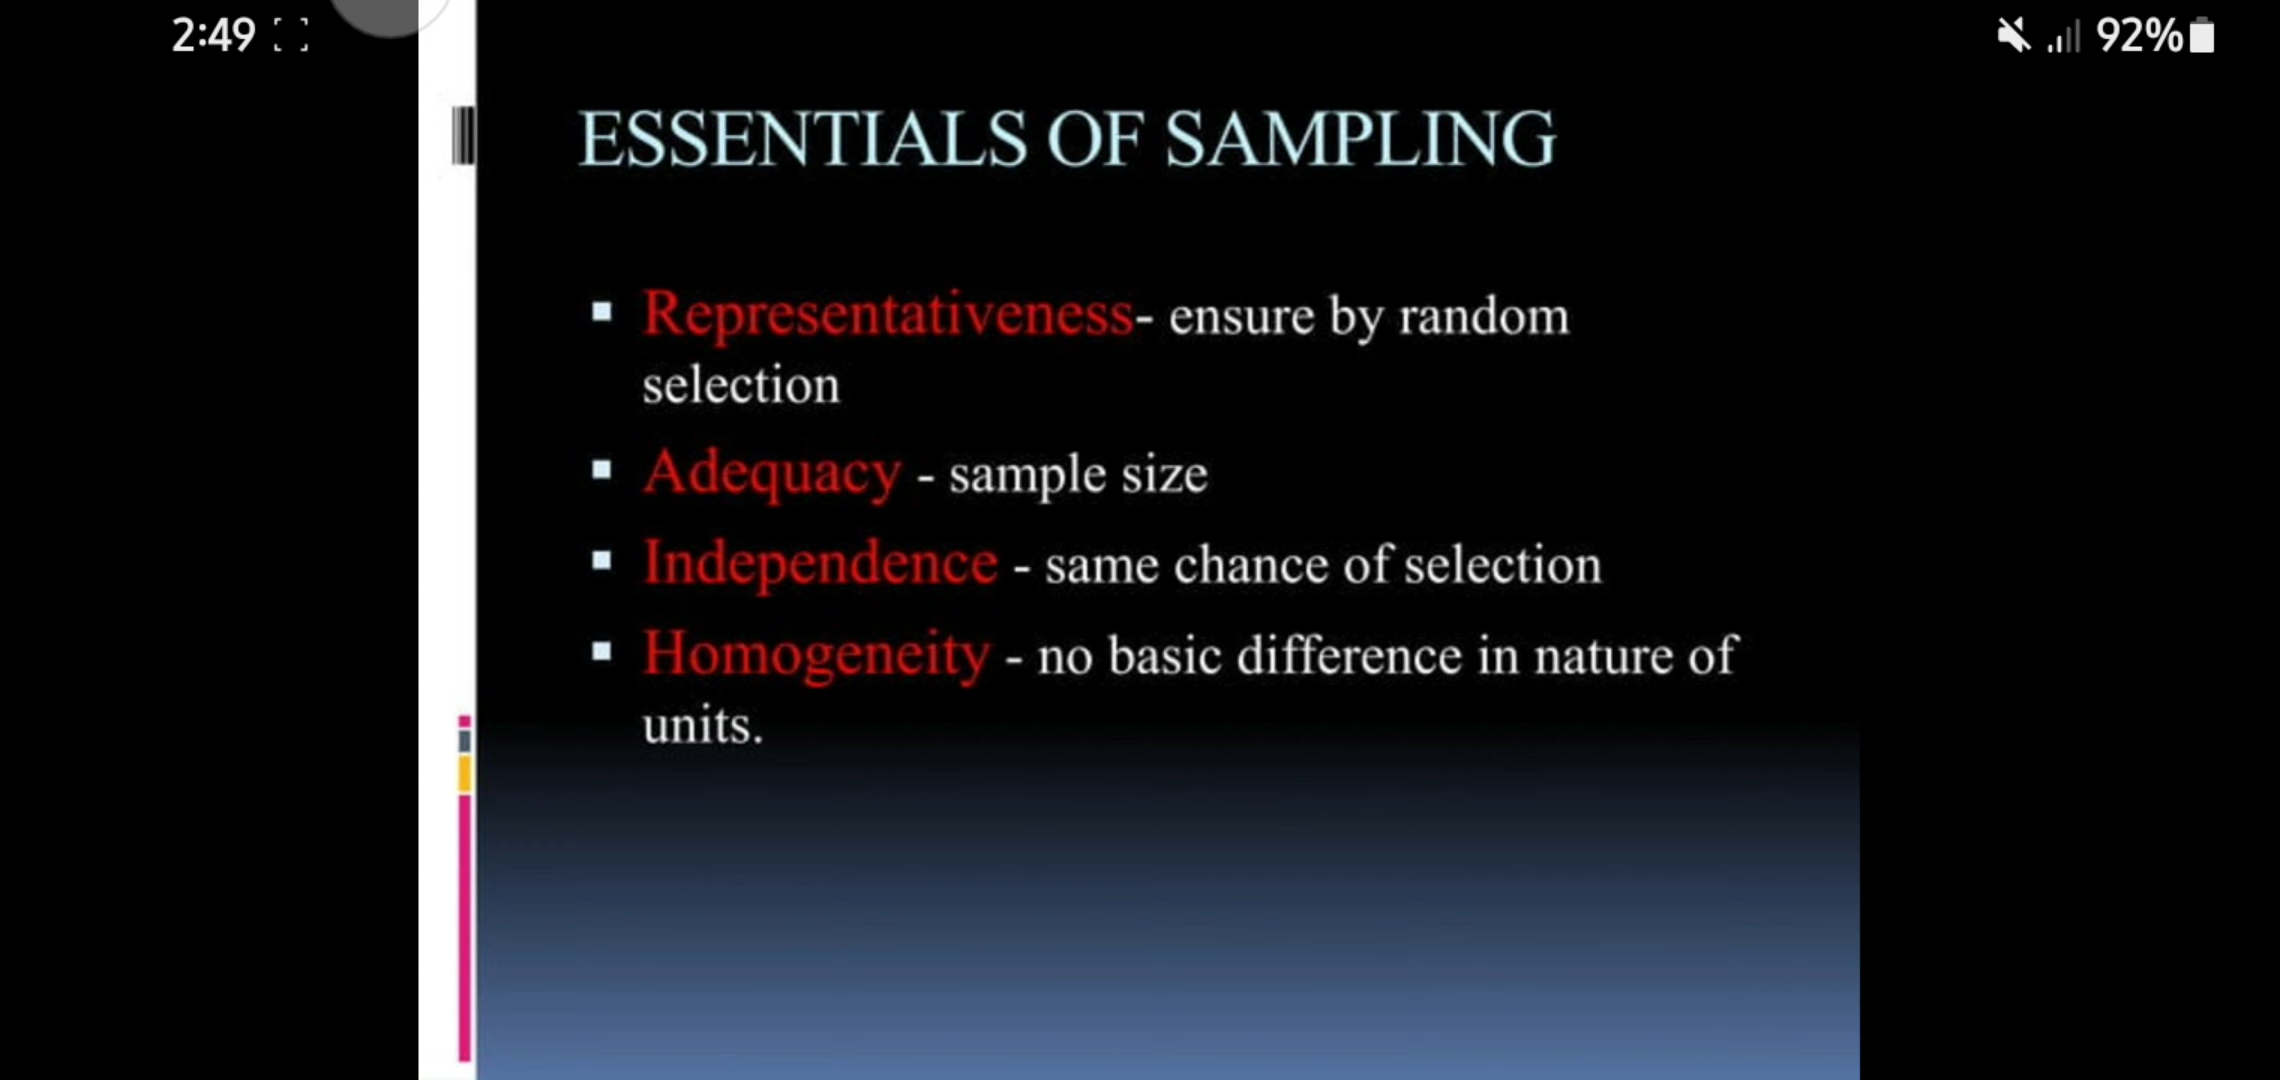 2:49
92%
ESSENTIALS OF SAMPLING
Representativeness- ensure by random
selection
Adequacy - sample size
Independence - same chance of selection
Homogeneity - no basic difference in nature of
units.